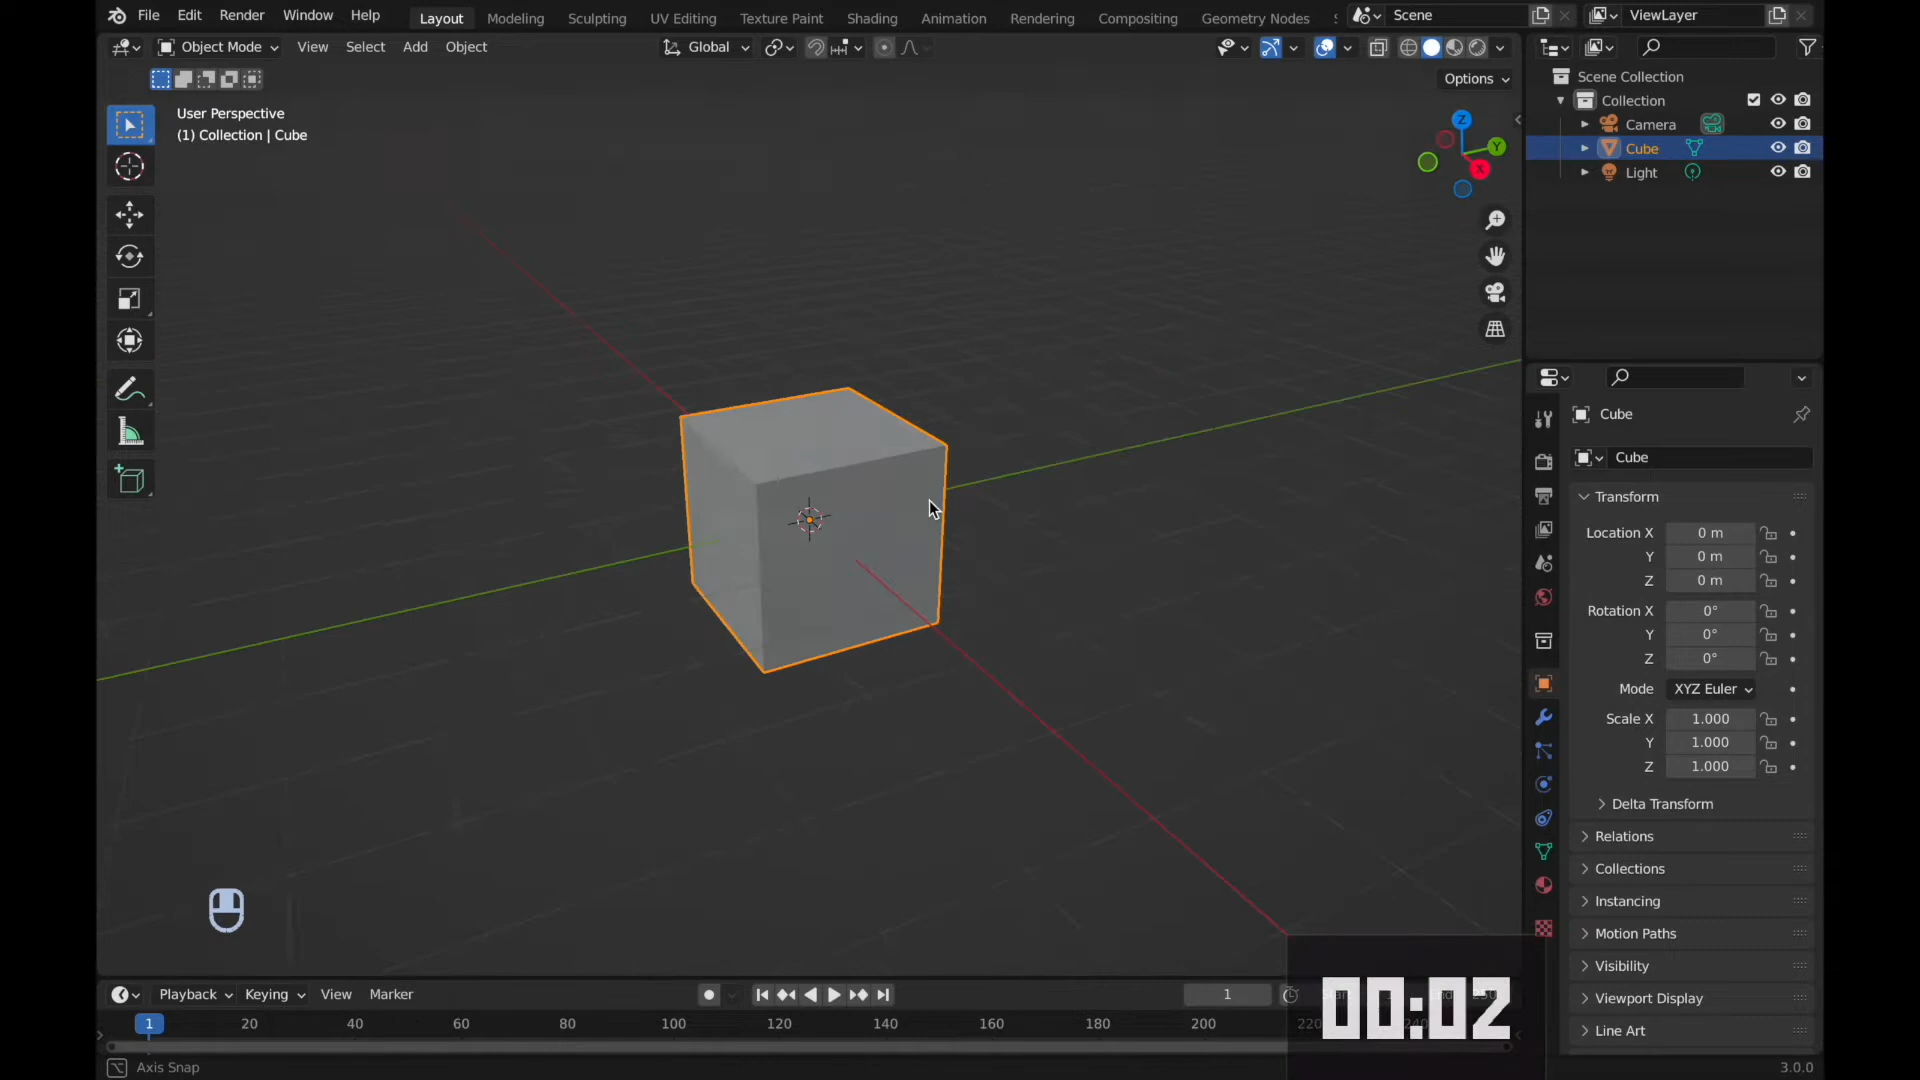 File Edit Render Window Help Layout Modeling Sculpting UV Editing Texture Paint Shading Animation Rendering Compositing Geometry Nodes Scene ViewLayer
Object Mode View Select Add Object Global
Options
User Perspective
(1) Collection | Cube
Z
Y
X
Scene Collection
Collection
Camera
Cube
Light
Cube
Cube
Transform
Location X 0 m
Y 0 m
Z 0 m
Rotation X 0°
Y 0°
Z 0°
Mode XYZ Euler
Scale X 1.000
Y 1.000
Z 1.000
Delta Transform
Relations
Collections
Instancing
Motion Paths
Visibility
Viewport Display
Line Art
Playback Keying View Marker 1
00:02
1 20 40 60 80 100 120 140 160 180 200
Axis Snap 3.0.0